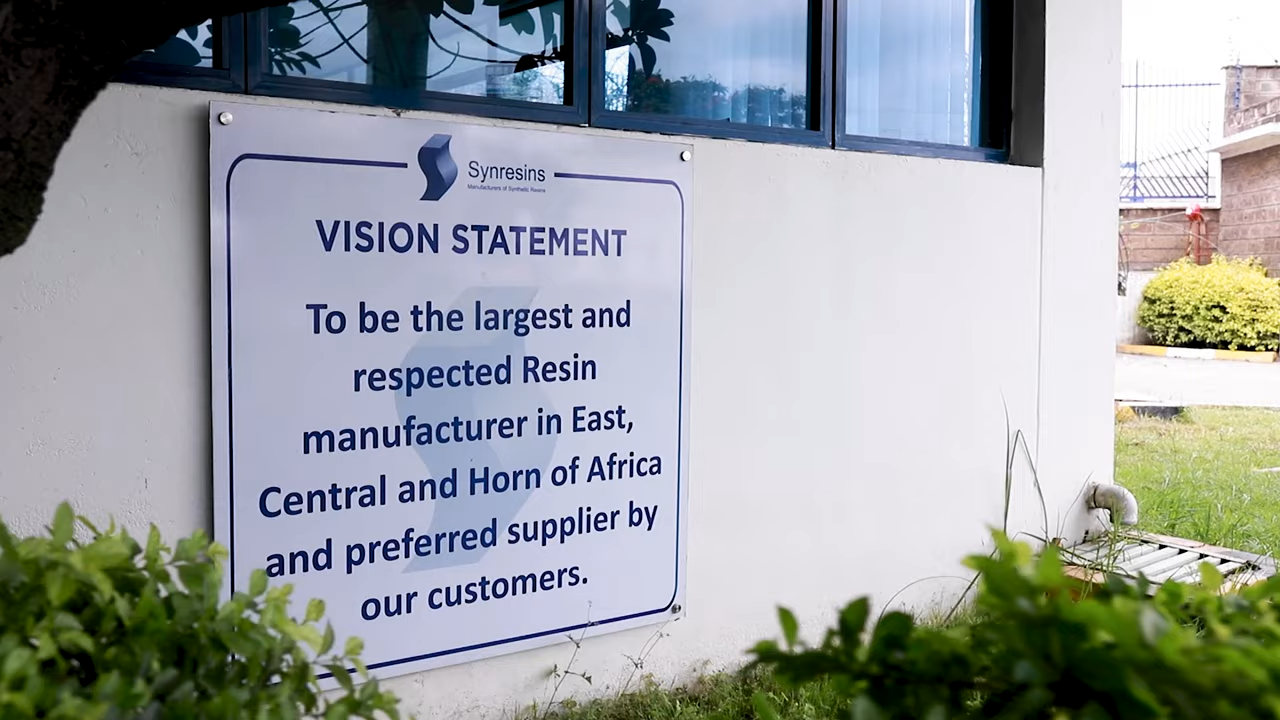 Synresins
Manufacturers of Synthetic Resins
VISION STATEMENT
To be the largest and
respected Resin
manufacturer in East,
Central and Horn of Africa
and preferred supplier by
our customers.